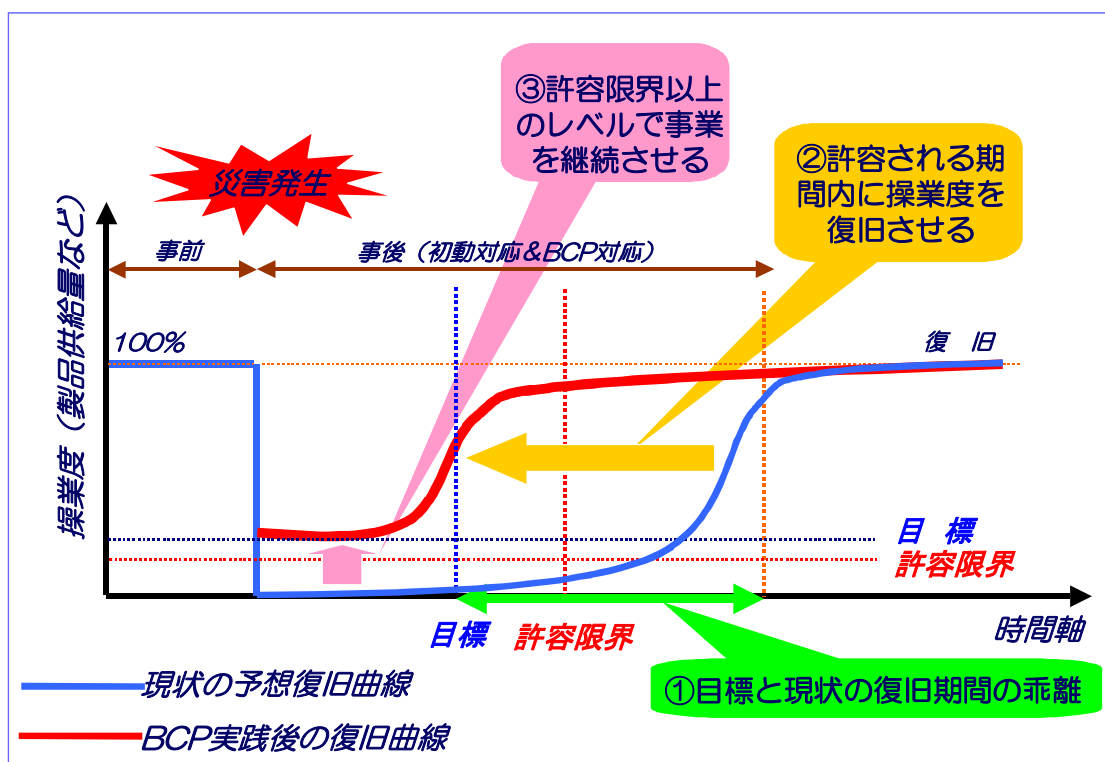 ③許容限界以上
のレベルで事業
を継続させる
②許容される期
間内に操業度を
復旧させる
災害発生
操業度（製品供給量など）
事前
事後（初動対応＆BCP対応）
100%
復　旧
目　標
許容限界
目標
許容限界
時間軸
①目標と現状の復旧期間の乖離
現状の予想復旧曲線
BCP実践後の復旧曲線